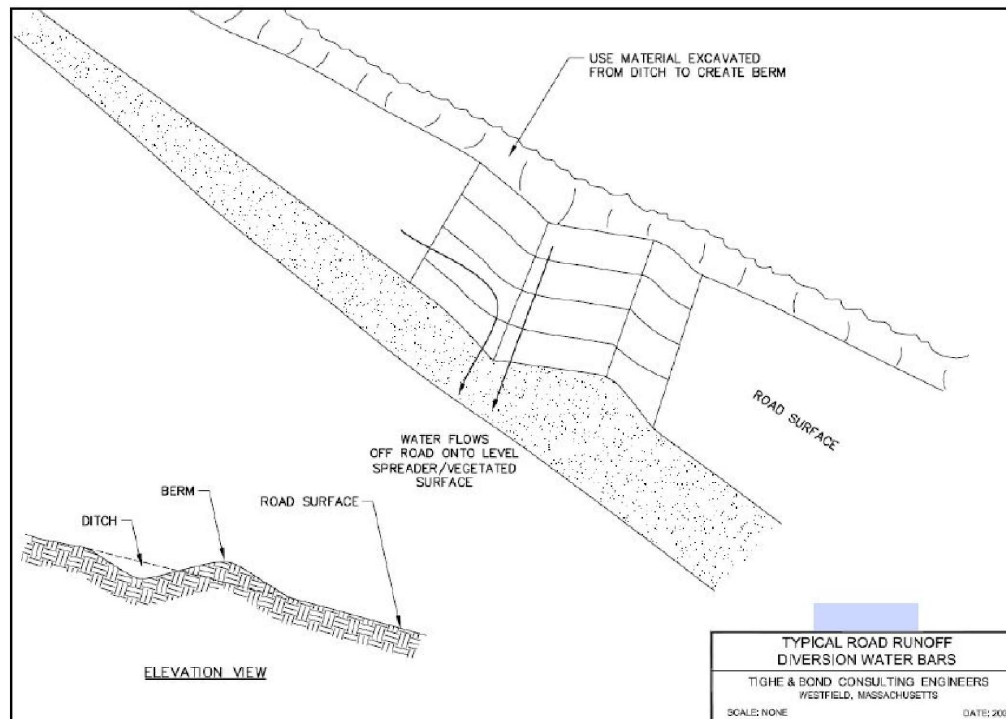 USE MATERIAL EXCAVATED
FROM DITCH TO CREATE BERM
ROAD SURFACE
WATER FLOWS
OFF ROAD ONTO LEVEL
SPREADER/VEGETATED
SURFACE
BERM
ROAD SURFACE
DITCH
ELEVATION VIEW
TYPICAL ROAD RUNOFF
DIVERSION WATER BARS
TIGHE & BOND CONSULTING ENGINEERS
WESTFIELD, MASSACHUSETTS
SCALE: NONE
DATE: